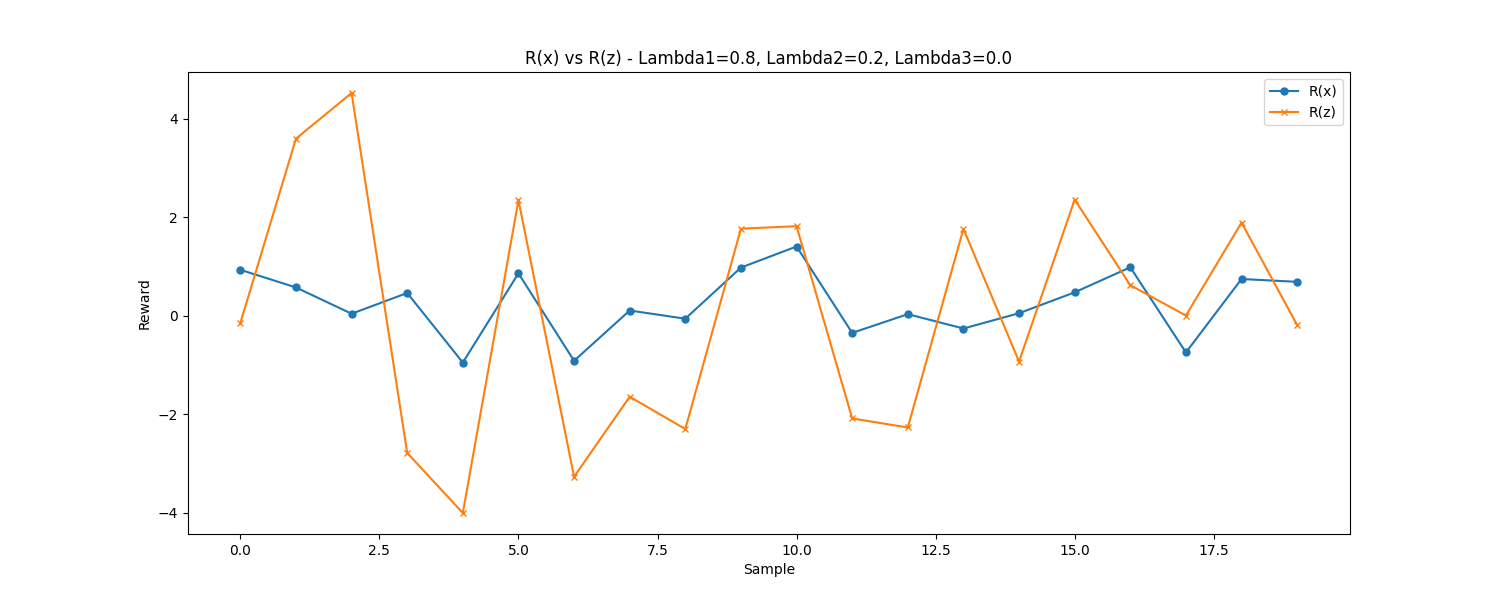 R(x) vs R(z) - Lambda1=0.8, Lambda2=0.2, Lambda3=0.0
R(x)
R(z)
4
2
0
−2
−4
Reward
0.0 2.5 5.0 7.5 10.0 12.5 15.0 17.5
Sample